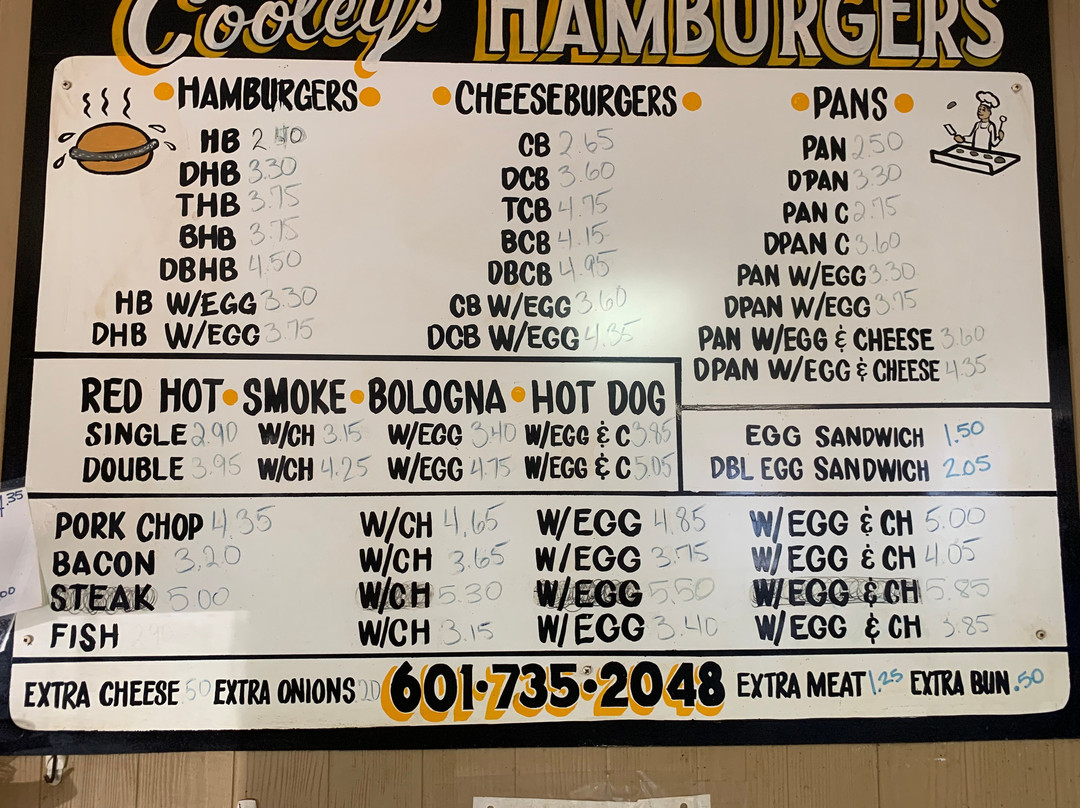 Cooley's HAMBURGERS
HAMBURGERS
HB 2.40
DHB 3.30
THB 3.75
BHB 3.75
DBHB 4.50
HB W/EGG 3.30
DHB W/EGG 3.75
CHEESEBURGERS
CB 2.65
DCB 3.60
TCB 4.75
BCB 4.15
DBCB 4.95
CB W/EGG 3.60
DCB W/EGG 4.35
PANS
PAN 2.50
DPAN 3.30
PAN C 2.75
DPAN C 3.60
PAN W/EGG 3.30
DPAN W/EGG 3.75
PAN W/EGG & CHEESE 3.60
DPAN W/EGG & CHEESE 4.35
RED HOT • SMOKE • BOLOGNA • HOT DOG
SINGLE 2.90 W/CH 3.15 W/EGG 3.40 W/EGG & C 3.85
DOUBLE 3.95 W/CH 4.25 W/EGG 4.75 W/EGG & C 5.05
EGG SANDWICH 1.50
DBL EGG SANDWICH 2.05
PORK CHOP 4.35 W/CH 4.65 W/EGG 4.85 W/EGG & CH 5.00
BACON 3.20 W/CH 3.65 W/EGG 3.75 W/EGG & CH 4.05
STEAK 5.00 W/CH 5.30 W/EGG 5.50 W/EGG & CH 5.85
FISH W/CH 3.15 W/EGG 3.40 W/EGG & CH 3.85
EXTRA CHEESE 50 EXTRA ONIONS 601•735•2048 EXTRA MEAT 1.25 EXTRA BUN .50